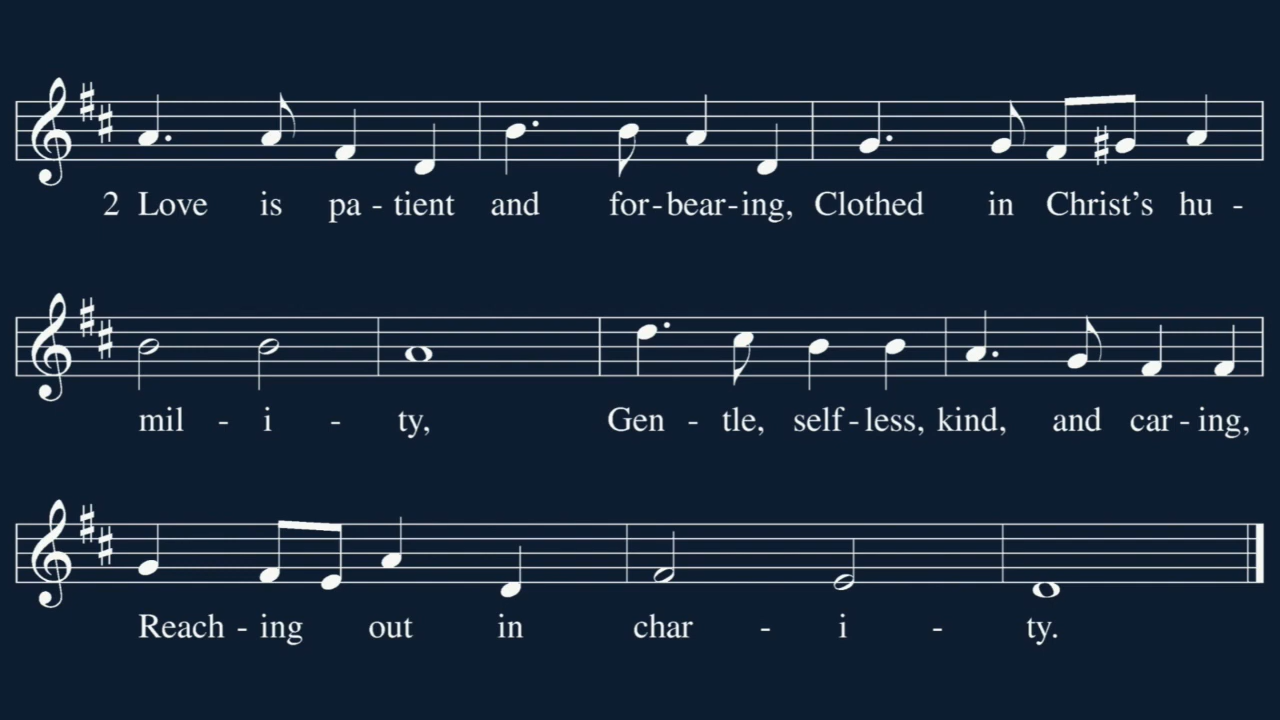 2 Love is pa - tient and for - bear - ing, Clothed in Christ’s hu -
mil - i - ty, Gen - tle, self - less, kind, and car - ing,
Reach - ing out in char - i - ty.